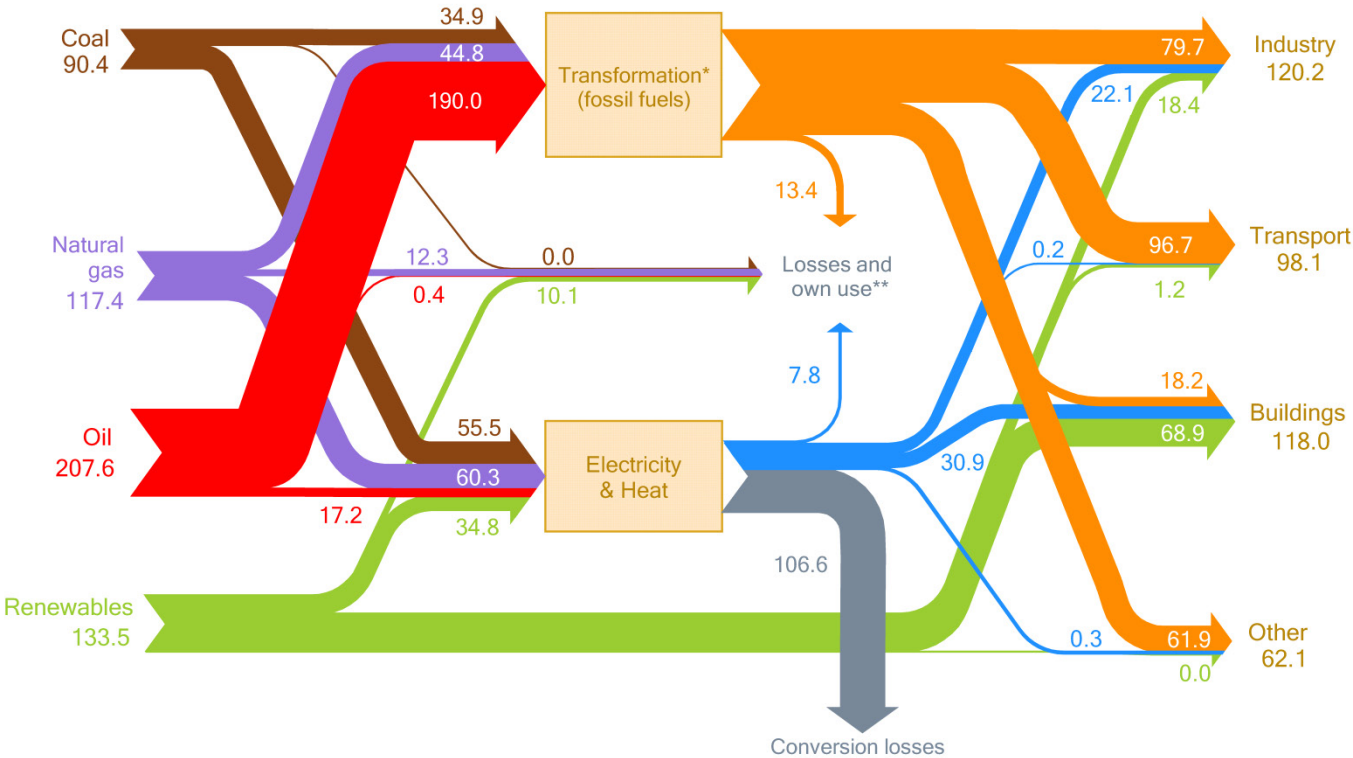 34.9
Coal
90.4
44.8
190.0
Transformation*
(fossil fuels)
79.7
Industry
120.2
22.1
18.4
13.4
Natural
gas
117.4
12.3
0.0
0.4
10.1
Losses and
own use**
0.2
96.7
Transport
98.1
1.2
7.8
18.2
Buildings
118.0
68.9
30.9
Oil
207.6
55.5
60.3
17.2
34.8
Electricity
& Heat
106.6
Renewables
133.5
0.3
61.9
Other
62.1
0.0
Conversion losses